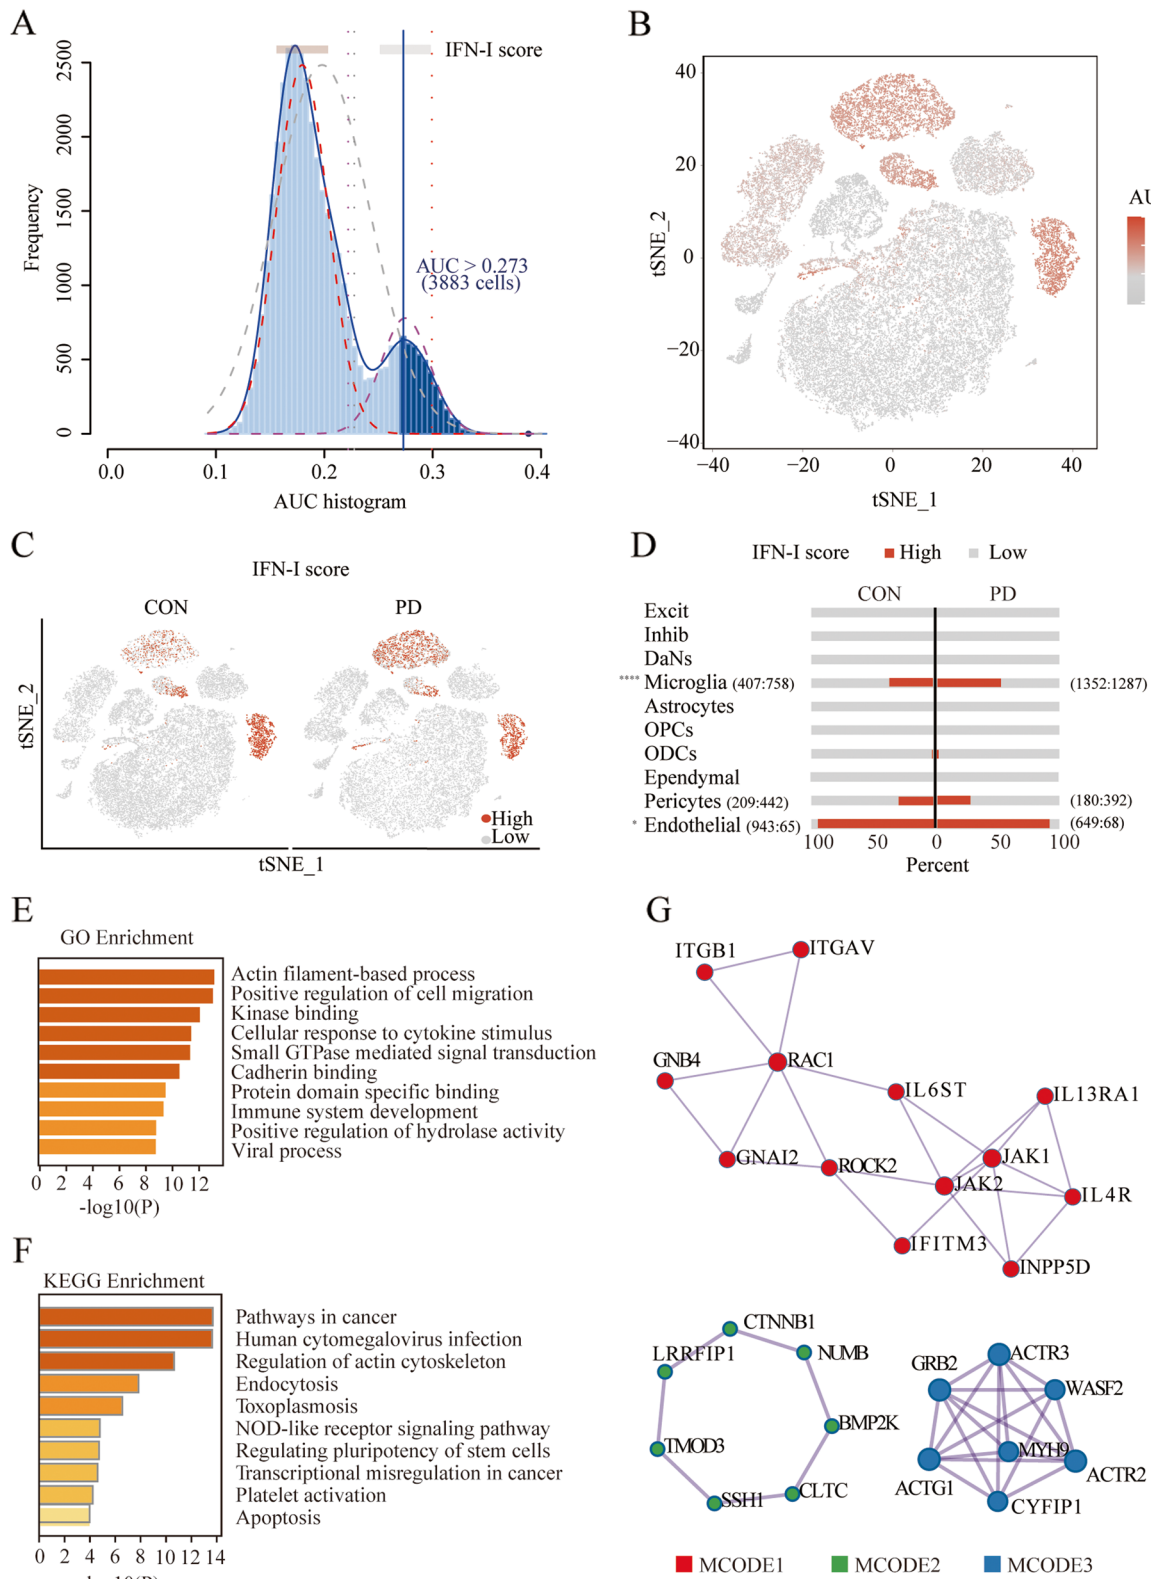 A
IFN-I score
Frequency
2500
2000
1500
1000
500
0
AUC > 0.273
(3883 cells)
0.0 0.1 0.2 0.3 0.4
AUC histogram
B
tSNE_2
40
20
0
−20
−40
−40 −20 0 20 40
tSNE_1
AU
C
IFN-I score
CON PD
tSNE_2
High
Low
tSNE_1
D
IFN-I score High Low
CON PD
Excit
Inhib
DaNs
**** Microglia (407:758) (1352:1287)
Astrocytes
OPCs
ODCs
Ependymal
Pericytes (209:442) (180:392)
* Endothelial (943:65) (649:68)
100 50 0 50 100
Percent
E
GO Enrichment
Actin filament-based process
Positive regulation of cell migration
Kinase binding
Cellular response to cytokine stimulus
Small GTPase mediated signal transduction
Cadherin binding
Protein domain specific binding
Immune system development
Positive regulation of hydrolase activity
Viral process
0 2 4 6 8 10 12
-log10(P)
F
KEGG Enrichment
Pathways in cancer
Human cytomegalovirus infection
Regulation of actin cytoskeleton
Endocytosis
Toxoplasmosis
NOD-like receptor signaling pathway
Regulating pluripotency of stem cells
Transcriptional misregulation in cancer
Platelet activation
Apoptosis
0 2 4 6 8 10 12 14
G
ITGB1
ITGAV
GNB4
RAC1
IL6ST
IL13RA1
GNAI2
ROCK2
JAK1
JAK2
IL4R
IFITM3
INPP5D
CTNNB1
LRRFIP1
NUMB
BMP2K
TMOD3
SSH1
CLTC
ACTR3
GRB2
WASF2
MYH9
ACTG1
ACTR2
CYFIP1
MCODE1 MCODE2 MCODE3